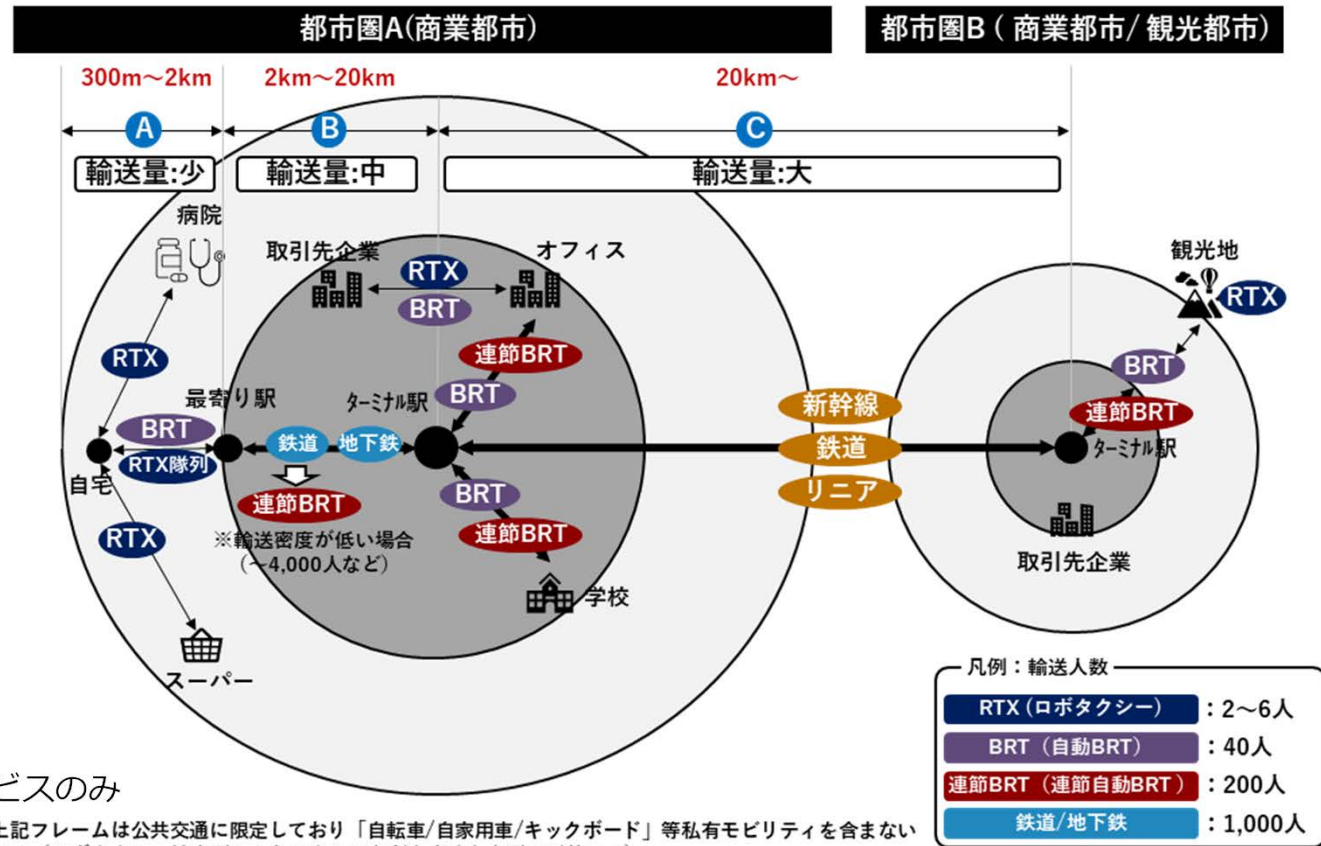 都市圏A(商業都市)
都市圏B ( 商業都市/ 観光都市)
300m～2km
2km～20km
20km～
A
B
C
輸送量:少
輸送量:中
輸送量:大
病院
取引先企業
オフィス
RTX
BRT
観光地
RTX
RTX
連節BRT
BRT
BRT
最寄り駅
ﾀｰﾐﾅﾙ駅
BRT
RTX隊列
自宅
鉄道
地下鉄
新幹線
鉄道
リニア
連節BRT
ﾀｰﾐﾅﾙ駅
連節BRT
※輸送密度が低い場合
(～4,000人など)
BRT
連節BRT
RTX
学校
取引先企業
スーパー
凡例：輸送人数
RTX (ロボタクシー) ：2～6人
BRT（自動BRT） ：40人
連節BRT（連節自動BRT ） ：200人
鉄道/地下鉄 ：1,000人
ビスのみ
上記フレームは公共交通に限定しており「自転車/自家用車/キックボード」等私有モビリティを含まない